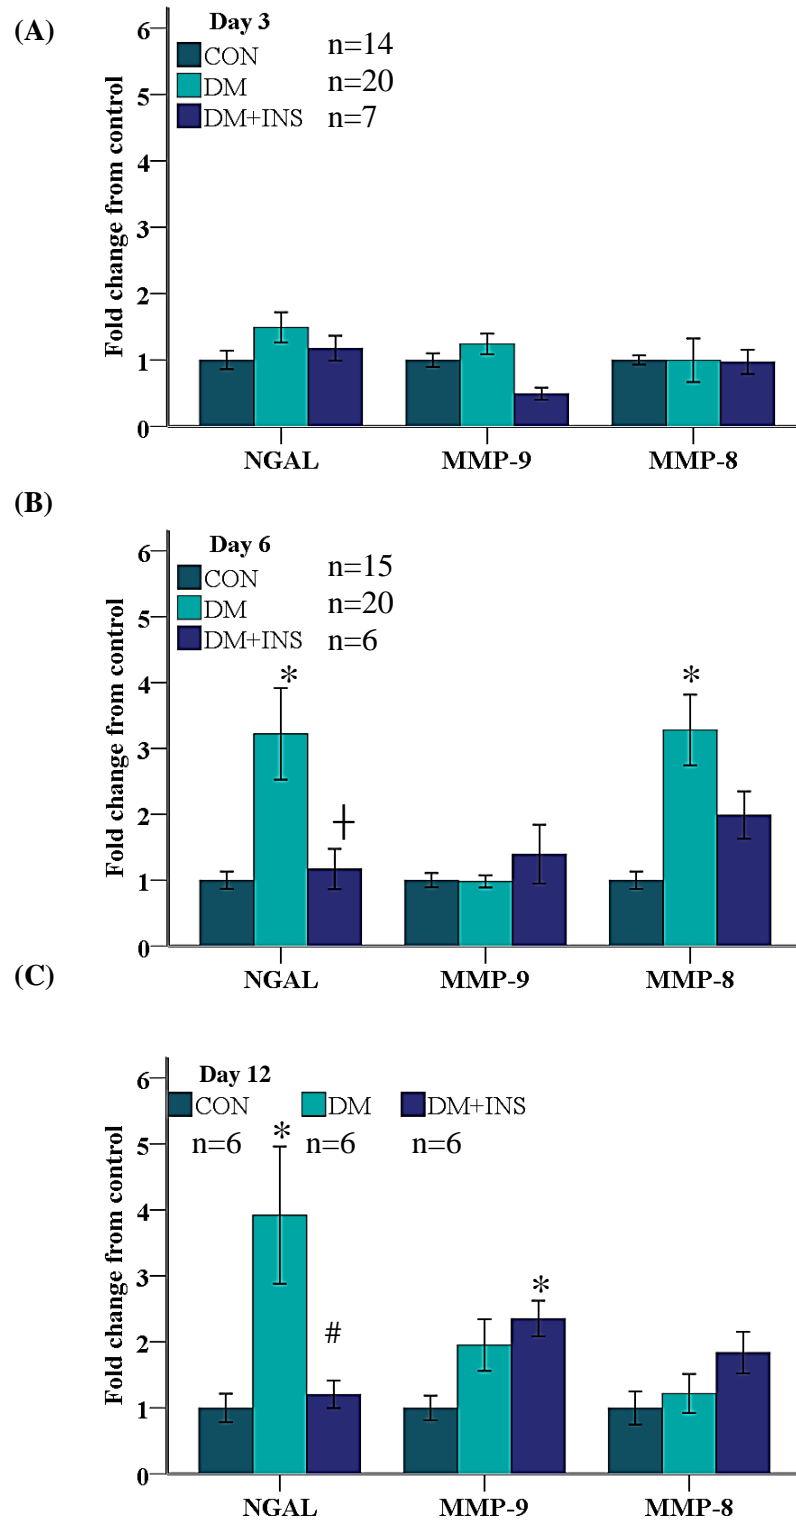 (A)
Day 3
6
CON n=14
DM n=20
5
DM+INS n=7
4
3
2
1
0
Fold change from control
NGAL MMP-9 MMP-8
(B)
Day 6
6
CON n=15
DM n=20
5
DM+INS n=6
* *
4
3
2
┼
1
0
Fold change from control
NGAL MMP-9 MMP-8
(C)
Day 12
6
CON DM DM+INS
*
5
n=6 n=6 n=6
4
3
*
#
2
1
0
Fold change from control
NGAL MMP-9 MMP-8